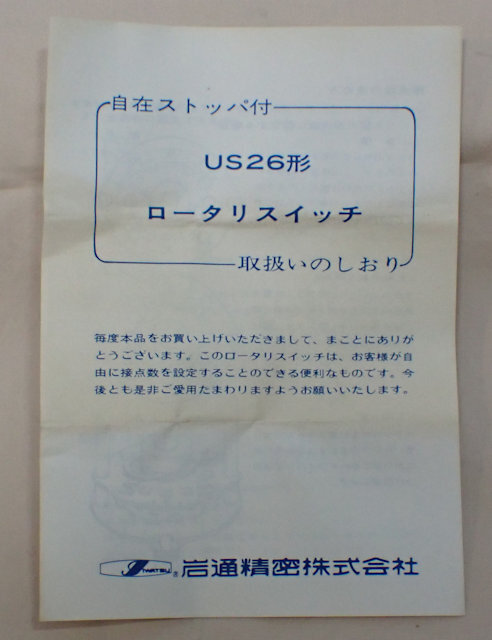 自在ストッパ付
US26形
ロータリスイッチ
取扱いのしおり
毎度本品をお買い上げいただきまして、まことにありが
とうございます。このロータリスイッチは、お客様が自
由に接点数を設定することのできる便利なものです。今
後とも是非ご愛用たまわりますようお願いいたします。
IWATSU ® 岩通精密株式会社